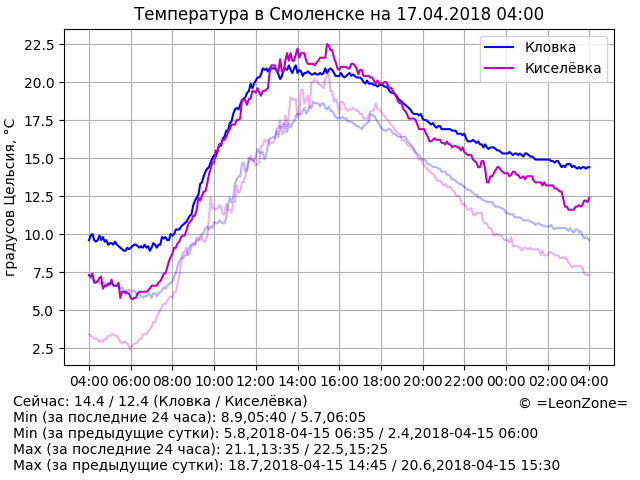 Температура в Смоленске на 17.04.2018 04:00
градусов Цельсия, °C
22.5
20.0
17.5
15.0
12.5
10.0
7.5
5.0
2.5
Кловка
Киселёвка
04:00 06:00 08:00 10:00 12:00 14:00 16:00 18:00 20:00 22:00 00:00 02:00 04:00
Сейчас: 14.4 / 12.4 (Кловка / Киселёвка)
© =LeonZone=
Min (за последние 24 часа): 8.9,05:40 / 5.7,06:05
Min (за предыдущие сутки): 5.8,2018-04-15 06:35 / 2.4,2018-04-15 06:00
Max (за последние 24 часа): 21.1,13:35 / 22.5,15:25
Max (за предыдущие сутки): 18.7,2018-04-15 14:45 / 20.6,2018-04-15 15:30